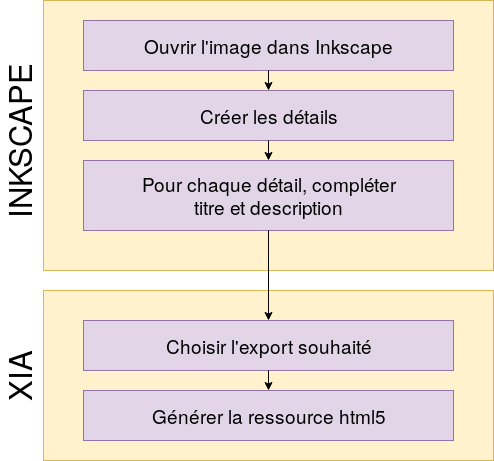 INKSCAPE
Ouvrir l'image dans Inkscape
Créer les détails
Pour chaque détail, compléter
titre et description
XIA
Choisir l'export souhaité
Générer la ressource html5